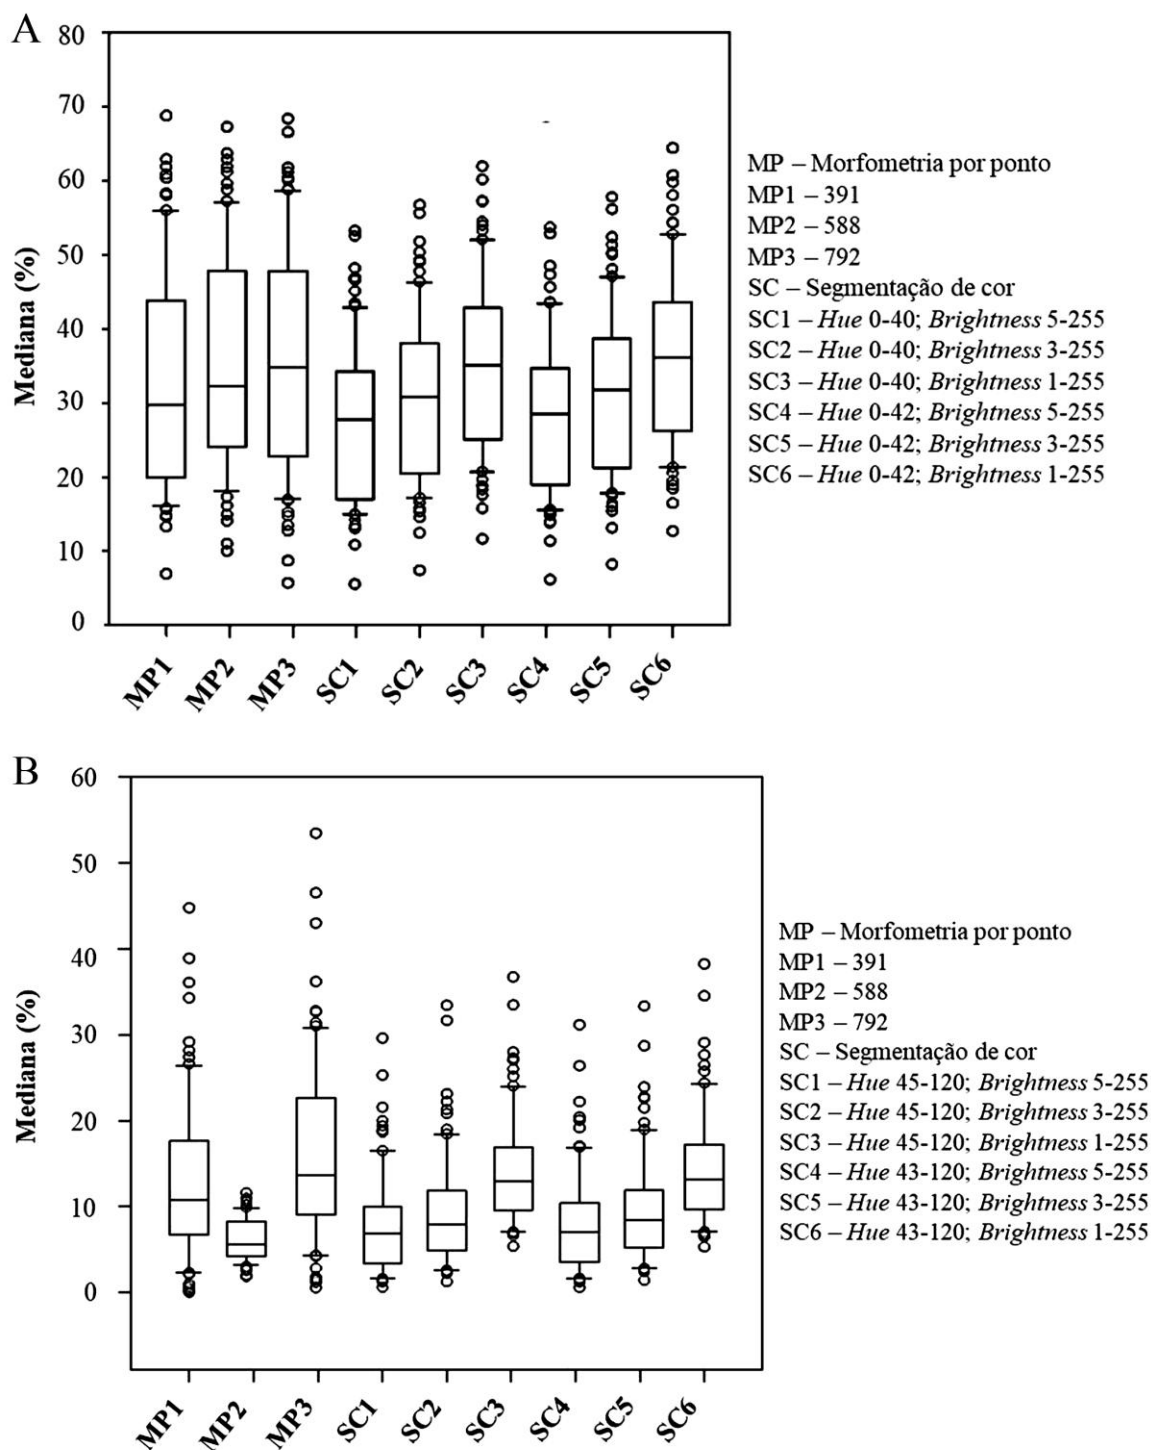 A
80
70
60
50
40
30
20
10
0
Mediana (%)
MP1
MP2
MP3
SC1
SC2
SC3
SC4
SC5
SC6
MP – Morfometria por ponto
MP1 – 391
MP2 – 588
MP3 – 792
SC – Segmentação de cor
SC1 – Hue 0-40; Brightness 5-255
SC2 – Hue 0-40; Brightness 3-255
SC3 – Hue 0-40; Brightness 1-255
SC4 – Hue 0-42; Brightness 5-255
SC5 – Hue 0-42; Brightness 3-255
SC6 – Hue 0-42; Brightness 1-255
B
60
50
40
30
20
10
0
Mediana (%)
MP1
MP2
MP3
SC1
SC2
SC3
SC4
SC5
SC6
MP – Morfometria por ponto
MP1 – 391
MP2 – 588
MP3 – 792
SC – Segmentação de cor
SC1 – Hue 45-120; Brightness 5-255
SC2 – Hue 45-120; Brightness 3-255
SC3 – Hue 45-120; Brightness 1-255
SC4 – Hue 43-120; Brightness 5-255
SC5 – Hue 43-120; Brightness 3-255
SC6 – Hue 43-120; Brightness 1-255